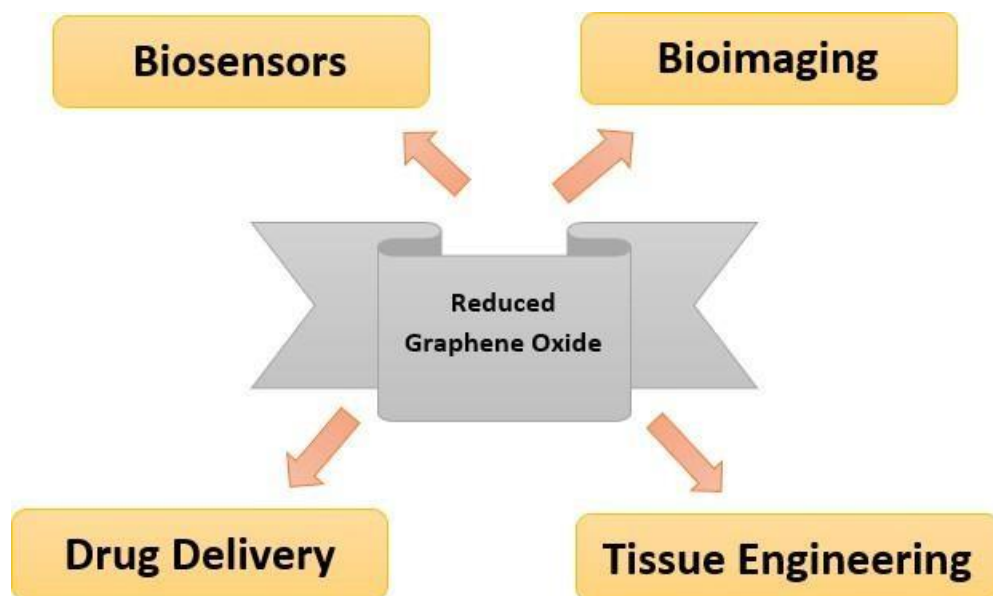 Biosensors
Bioimaging
Reduced
Graphene Oxide
Drug Delivery
Tissue Engineering